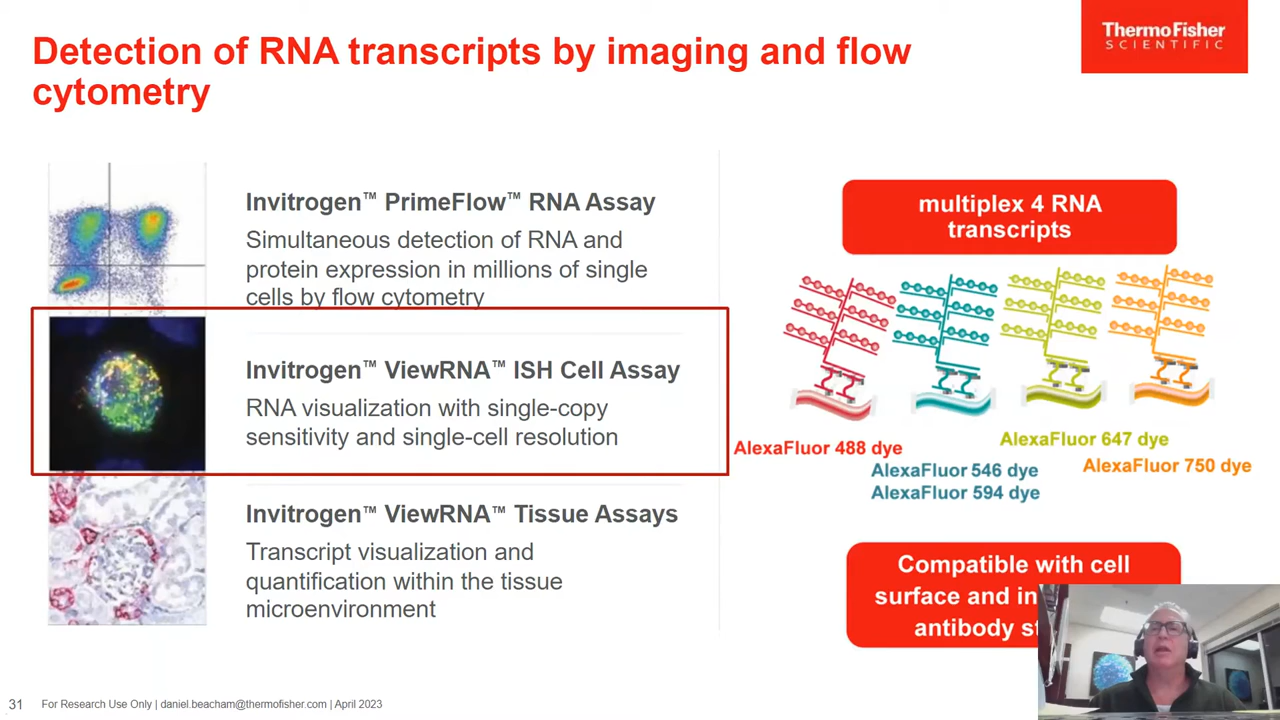 Detection of RNA transcripts by imaging and flow
cytometry
ThermoFisher
SCIENTIFIC
Invitrogen™ PrimeFlow™ RNA Assay
Simultaneous detection of RNA and
protein expression in millions of single
cells by flow cytometry
Invitrogen™ ViewRNA™ ISH Cell Assay
RNA visualization with single-copy
sensitivity and single-cell resolution
Invitrogen™ ViewRNA™ Tissue Assays
Transcript visualization and
quantification within the tissue
microenvironment
multiplex 4 RNA
transcripts
AlexaFluor 488 dye
AlexaFluor 546 dye
AlexaFluor 594 dye
AlexaFluor 647 dye
AlexaFluor 750 dye
Compatible with cell
surface and
antibody
31 For Research Use Only | daniel.beacham@thermofisher.com | April 2023